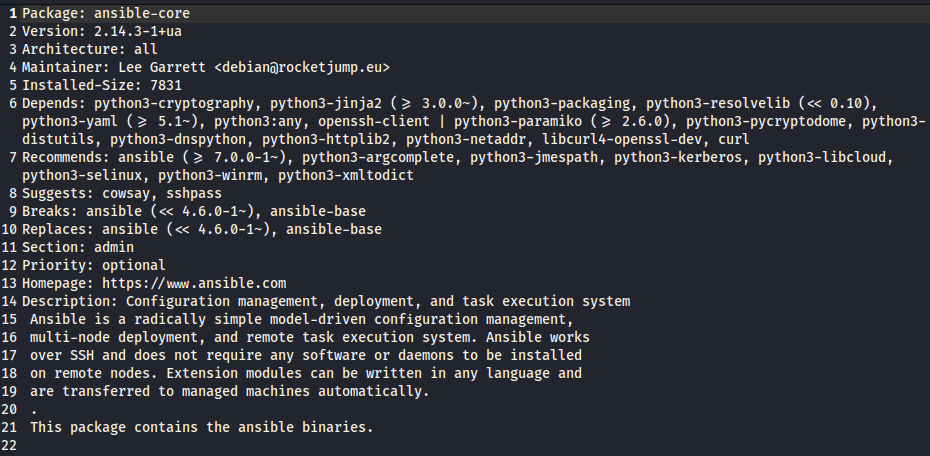 1 Package: ansible-core
2 Version: 2.14.3-1+ua
3 Architecture: all
4 Maintainer: Lee Garrett <debian@rocketjump.eu>
5 Installed-Size: 7831
6 Depends: python3-cryptography, python3-jinja2 (>= 3.0.0~), python3-packaging, python3-resolvelib (<< 0.10),
python3-yaml (>= 5.1~), python3:any, openssh-client | python3-paramiko (>= 2.6.0), python3-pycryptodome, python3-
distutils, python3-dnspython, python3-httplib2, python3-netaddr, libcurl4-openssl-dev, curl
7 Recommends: ansible (>= 7.0.0-1~), python3-argcomplete, python3-jmespath, python3-kerberos, python3-libcloud,
python3-selinux, python3-winrm, python3-xmltodict
8 Suggests: cowsay, sshpass
9 Breaks: ansible (<< 4.6.0-1~), ansible-base
10 Replaces: ansible (<< 4.6.0-1~), ansible-base
11 Section: admin
12 Priority: optional
13 Homepage: https://www.ansible.com
14 Description: Configuration management, deployment, and task execution system
15  Ansible is a radically simple model-driven configuration management,
16  multi-node deployment, and remote task execution system. Ansible works
17  over SSH and does not require any software or daemons to be installed
18  on remote nodes. Extension modules can be written in any language and
19  are transferred to managed machines automatically.
20  .
21  This package contains the ansible binaries.
22